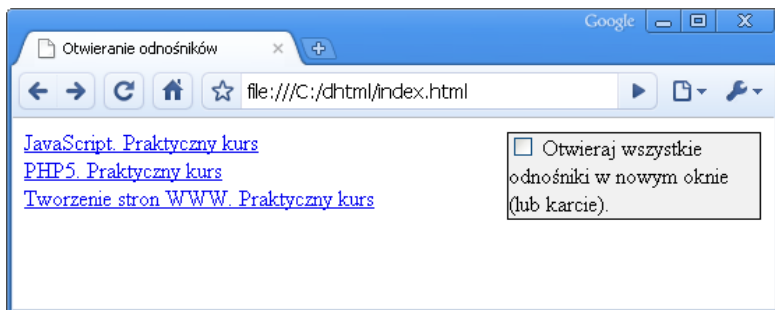 Google
Otwieranie odnośników
file:///C:/dhtml/index.html
JavaScript. Praktyczny kurs
PHP5. Praktyczny kurs
Tworzenie stron WWW. Praktyczny kurs
Otwieraj wszystkie
odnośniki w nowym oknie
(lub karcie).